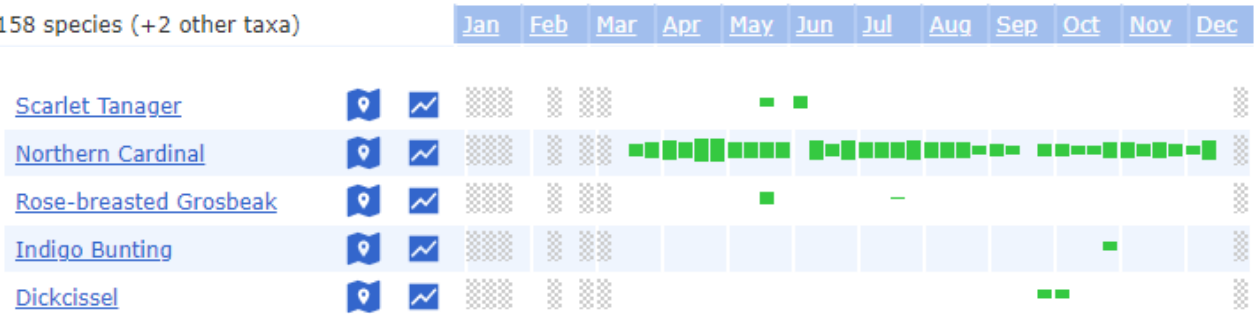 158 species (+2 other taxa) Jan Feb Mar Apr May Jun Jul Aug Sep Oct Nov Dec
Scarlet Tanager
Northern Cardinal
Rose-breasted Grosbeak
Indigo Bunting
Dickcissel